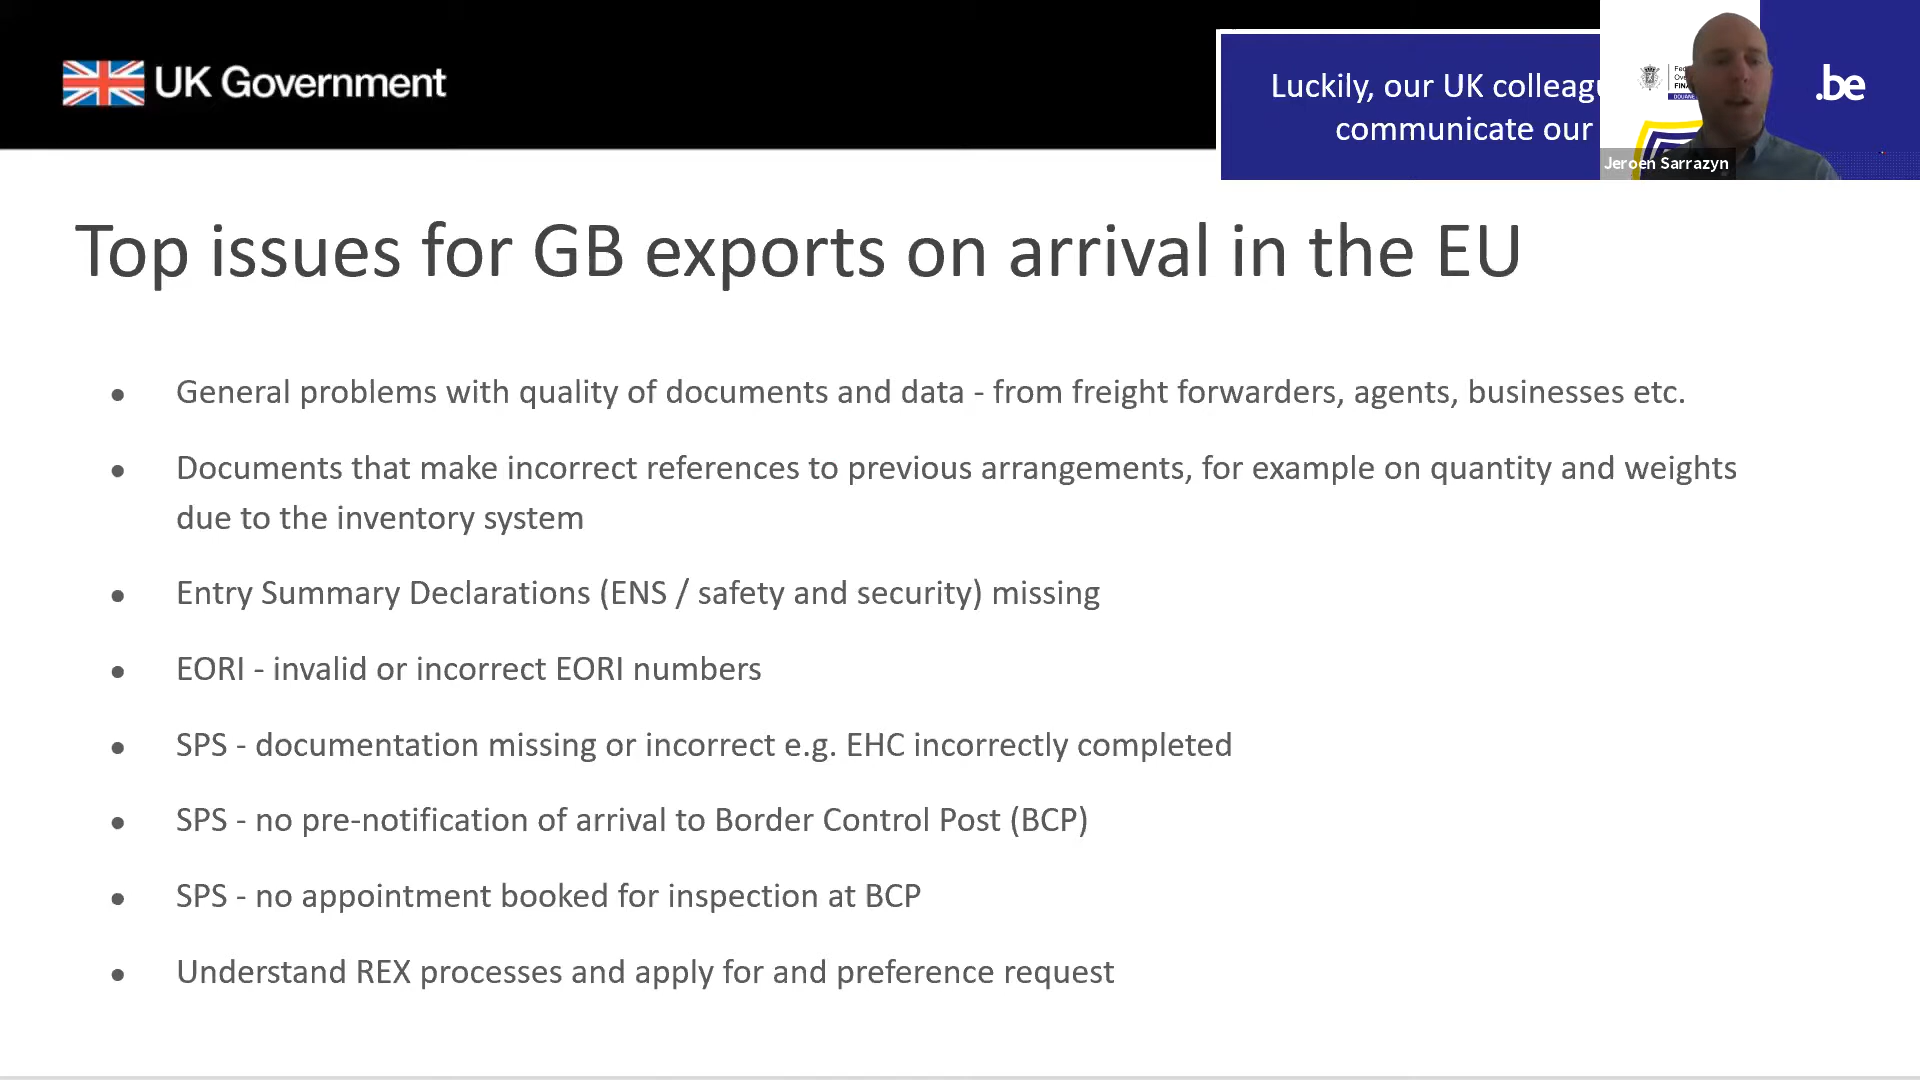 UK Government
Luckily, our UK colleagu
communicate our
.be
Jeroen Sarrazyn
Top issues for GB exports on arrival in the EU
● General problems with quality of documents and data - from freight forwarders, agents, businesses etc.
● Documents that make incorrect references to previous arrangements, for example on quantity and weights
due to the inventory system
● Entry Summary Declarations (ENS / safety and security) missing
● EORI - invalid or incorrect EORI numbers
● SPS - documentation missing or incorrect e.g. EHC incorrectly completed
● SPS - no pre-notification of arrival to Border Control Post (BCP)
● SPS - no appointment booked for inspection at BCP
● Understand REX processes and apply for and preference request